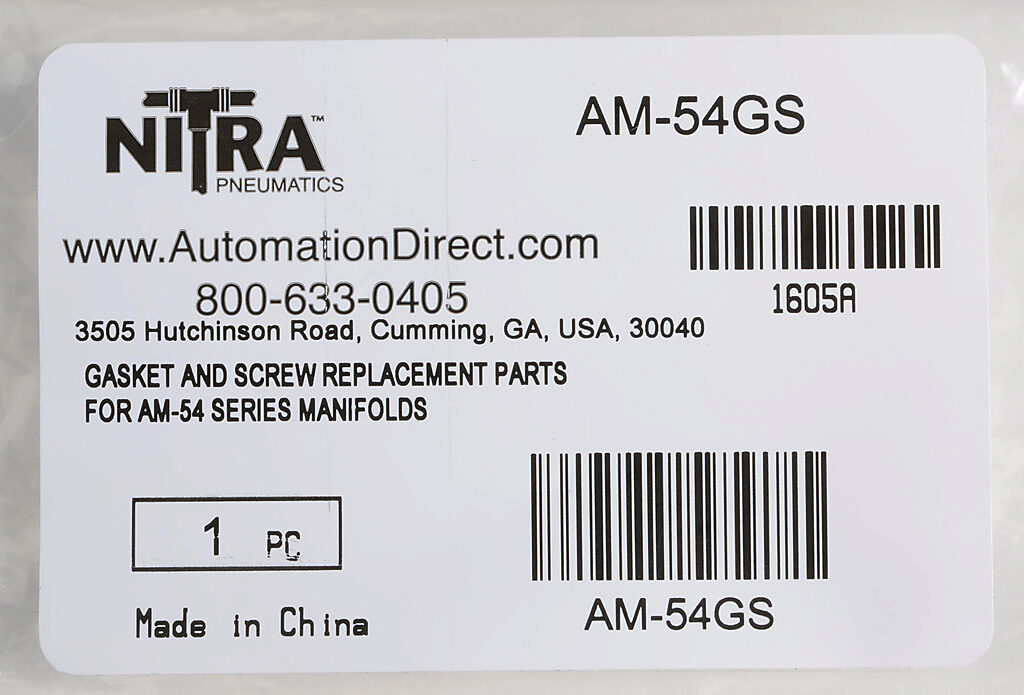 NITRA™
PNEUMATICS
AM-54GS
www.AutomationDirect.com
800-633-0405
3505 Hutchinson Road, Cumming, GA, USA, 30040
1605A
GASKET AND SCREW REPLACEMENT PARTS
FOR AM-54 SERIES MANIFOLDS
1 PC
Made in China
AM-54GS